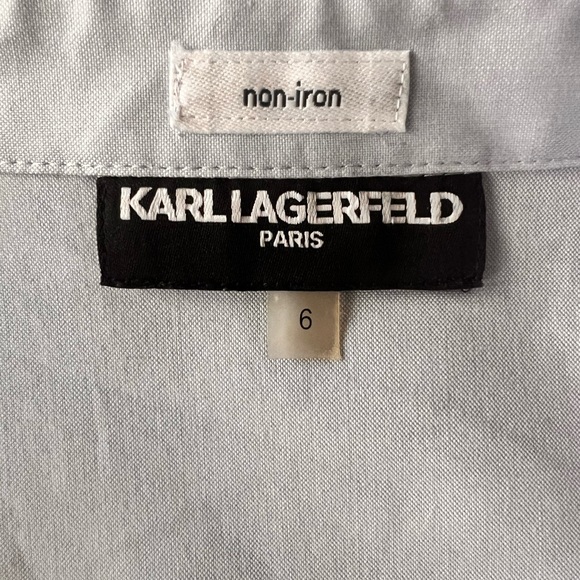 non-iron
KARL LAGERFELD
PARIS
6